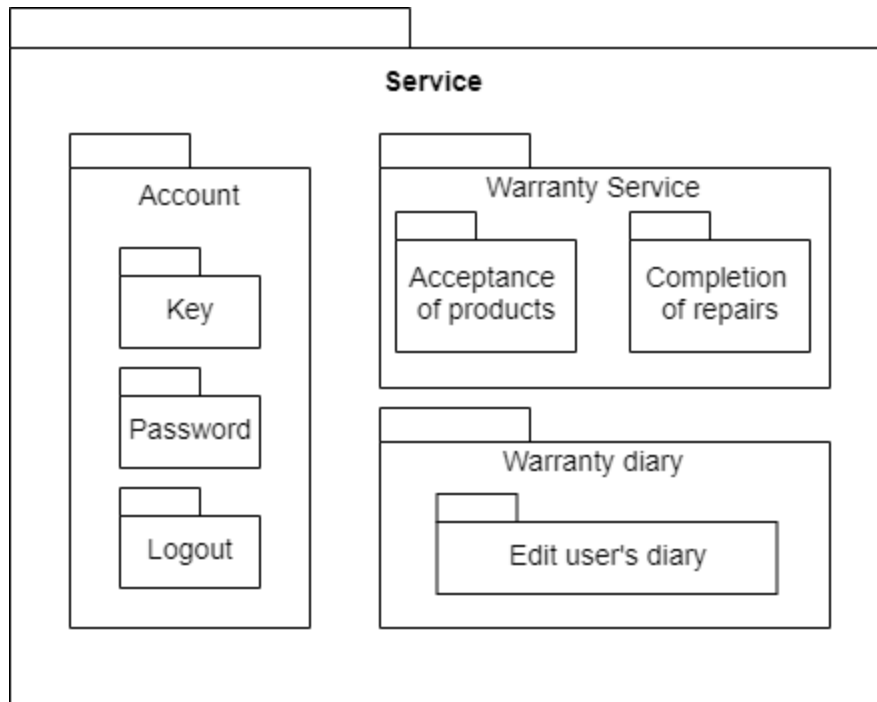 Service
Account
Key
Password
Logout
Warranty Service
Acceptance
of products
Completion
of repairs
Warranty diary
Edit user's diary